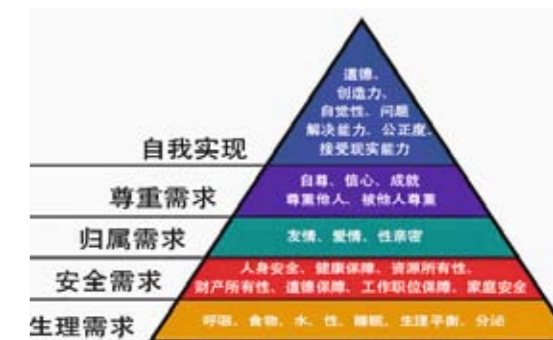 道德、
创造力、
自觉性、问题
解决能力、公正度、
接受现实能力
自我实现
自尊、信心、成就
尊重他人、被他人尊重
尊重需求
友情、爱情、性亲密
归属需求
人身安全、健康保障、资源所有性、
财产所有性、道德保障、工作职位保障、家庭安全
安全需求
呼吸、食物、水、性、睡眠、生理平衡、分泌
生理需求